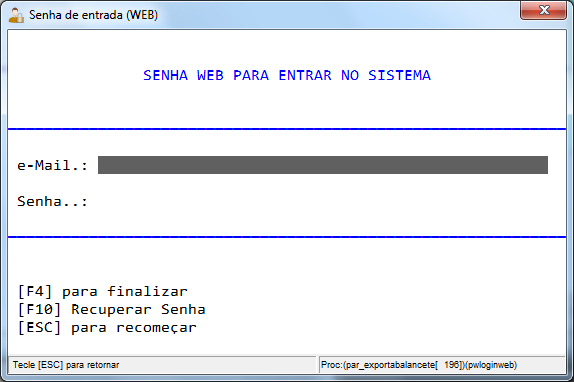 Senha de entrada (WEB)
SENHA WEB PARA ENTRAR NO SISTEMA
e-Mail.:
Senha..:
[F4] para finalizar
[F10] Recuperar Senha
[ESC] para recomeçar
Tecle [ESC] para retornar
Proc:(par_exportabalancete[ 196])(pwloginweb)